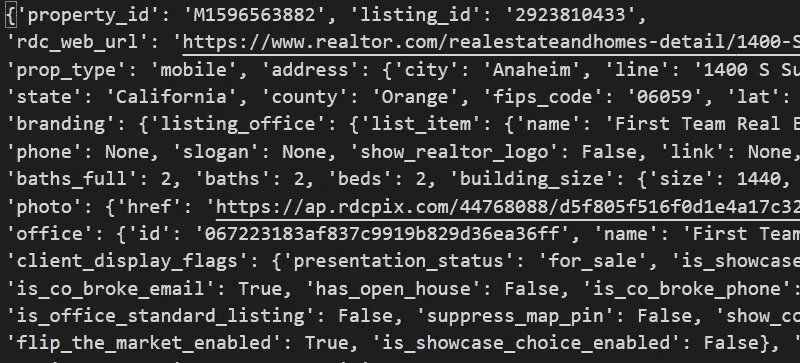 {'property_id': 'M1596563882', 'listing_id': '2923810433',
'rdc_web_url': 'https://www.realtor.com/realestateandhomes-detail/1400-S
'prop_type': 'mobile', 'address': {'city': 'Anaheim', 'line': '1400 S Su
'state': 'California', 'county': 'Orange', 'fips_code': '06059', 'lat':
'branding': {'listing_office': {'list_item': {'name': 'First Team Real E
'phone': None, 'slogan': None, 'show_realtor_logo': False, 'link': None,
'baths_full': 2, 'baths': 2, 'beds': 2, 'building_size': {'size': 1440,
'photo': {'href': 'https://ap.rdcpix.com/44768088/d5f805f516f0d1e4a17c32
'office': {'id': '067223183af837c9919b829d36ea36ff', 'name': 'First Team
'client_display_flags': {'presentation_status': 'for_sale', 'is_showcase
'is_co_broke_email': True, 'has_open_house': False, 'is_co_broke_phone':
'is_office_standard_listing': False, 'suppress_map_pin': False, 'show_co
'flip_the_market_enabled': True, 'is_showcase_choice_enabled': False}, '